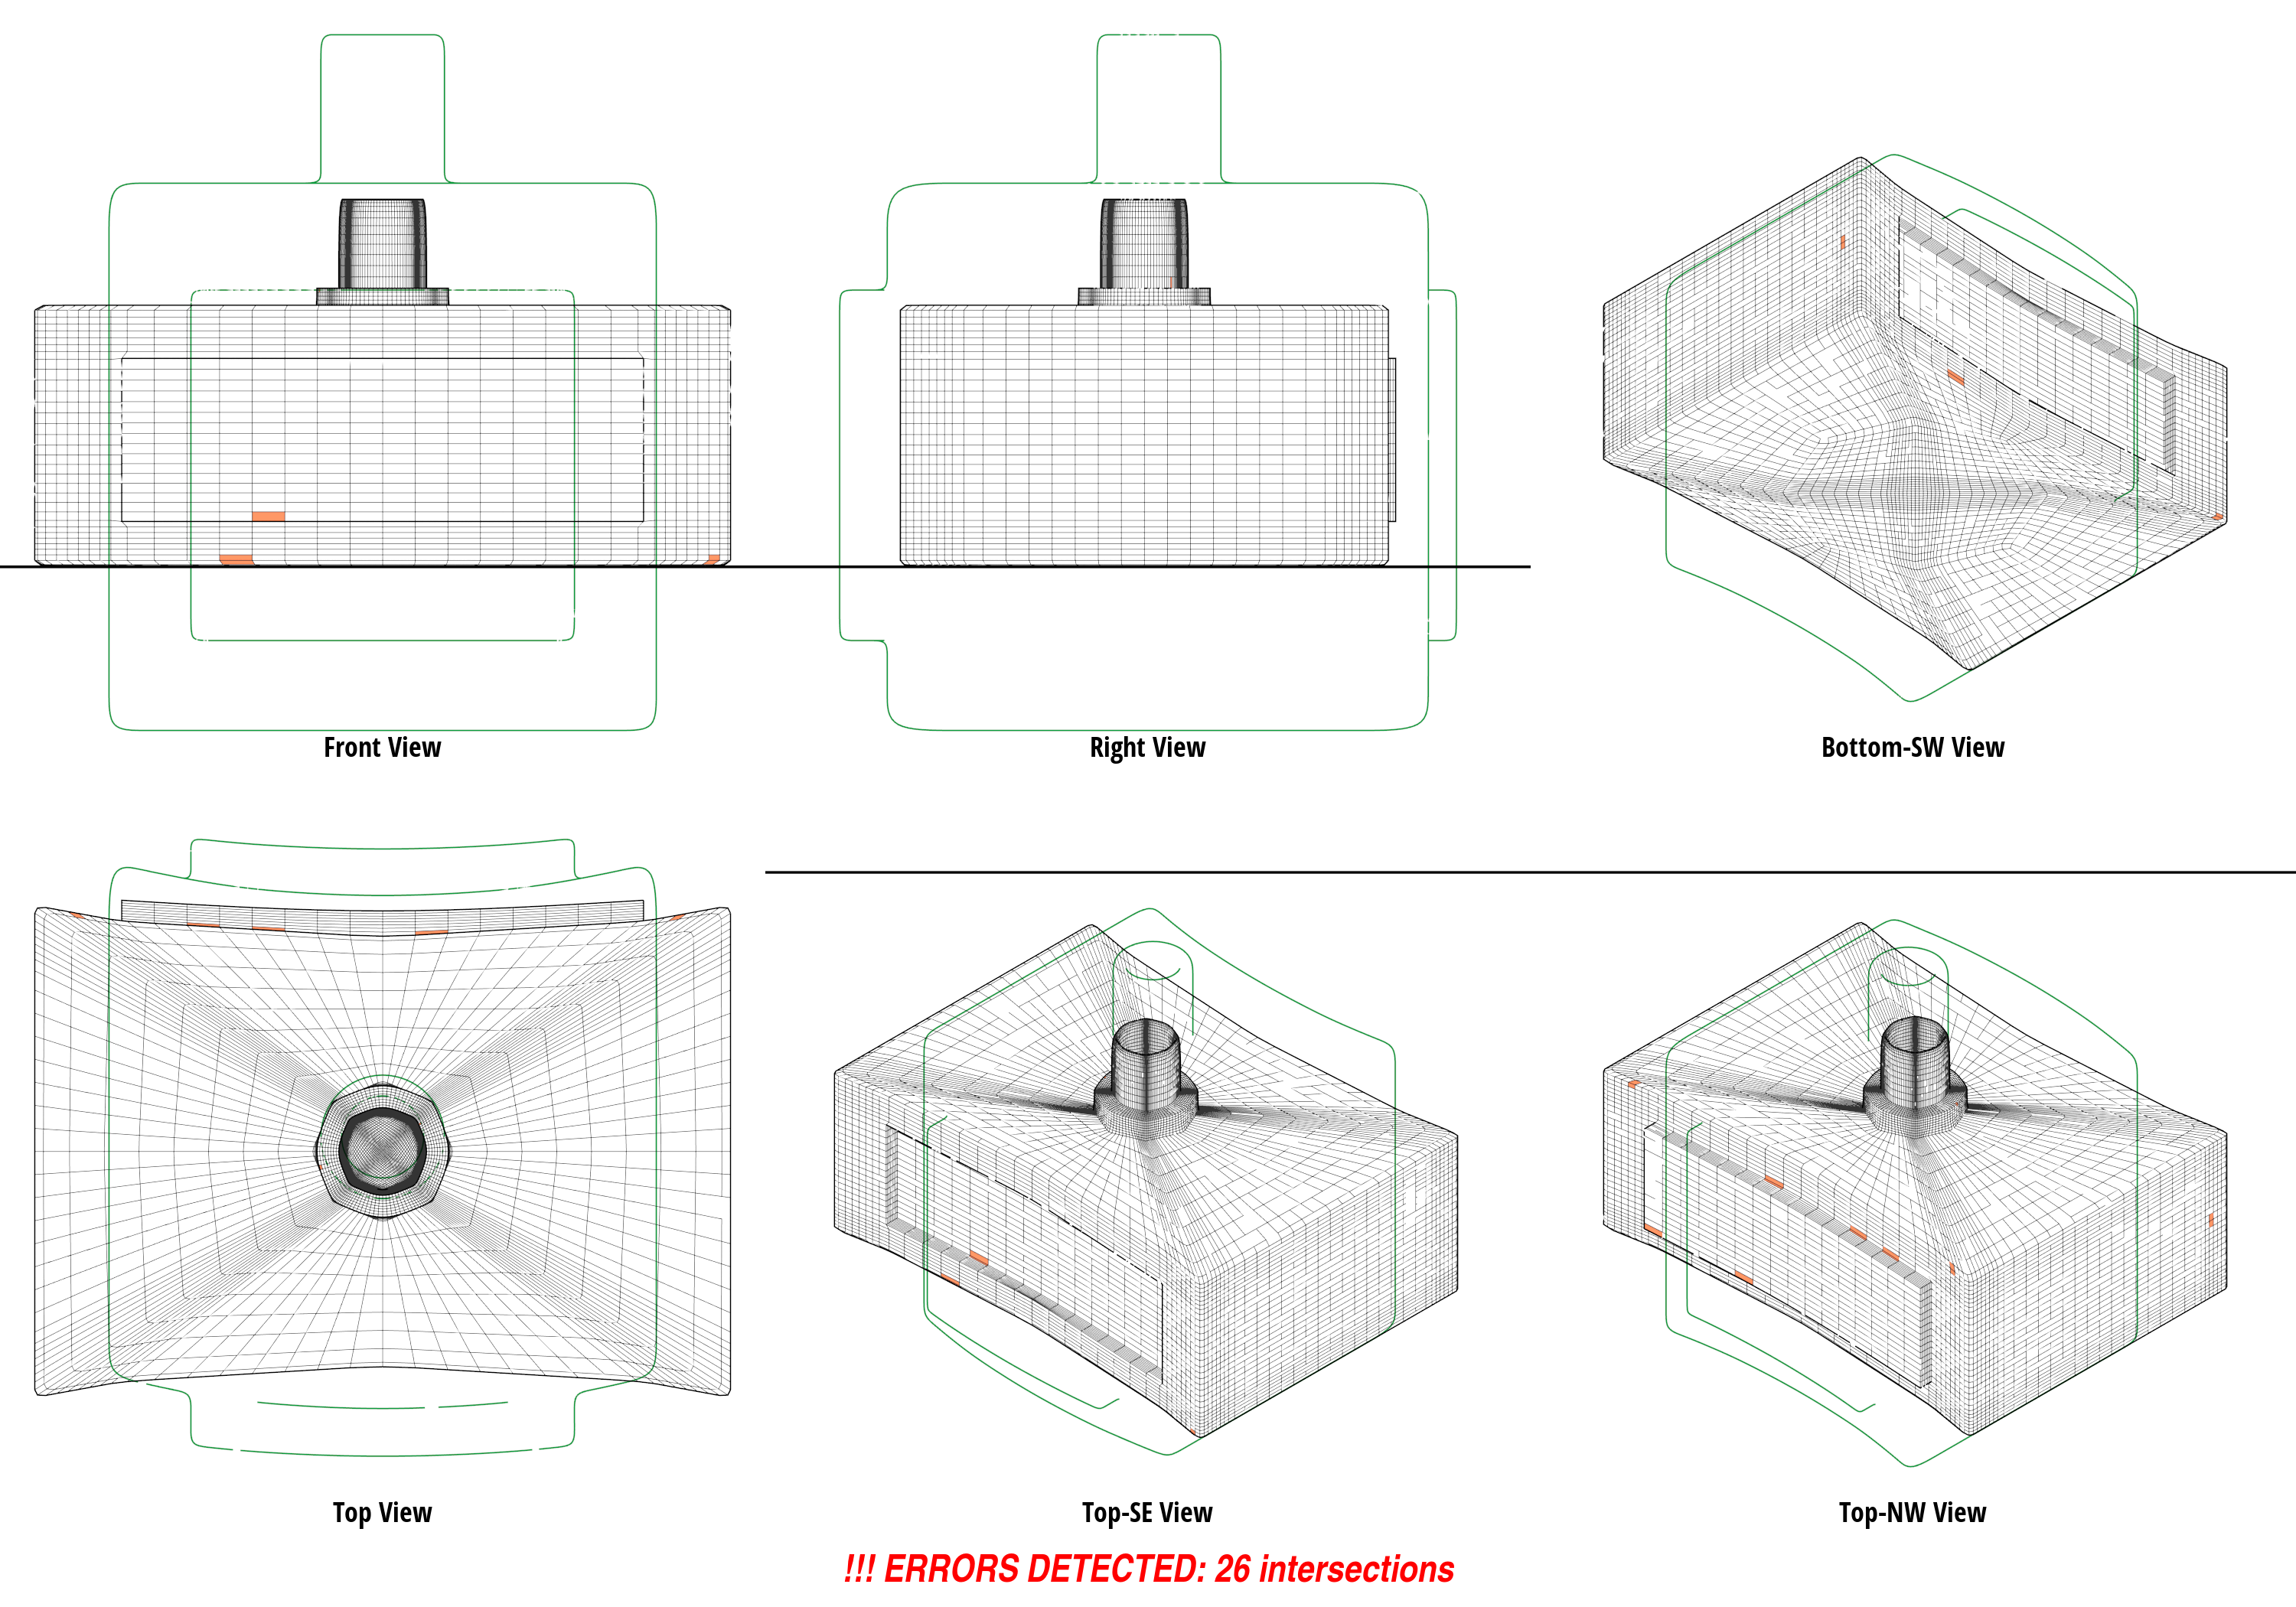 Front View
Right View
Bottom-SW View
Top View
Top-SE View
Top-NW View
!!! ERRORS DETECTED: 26 intersections